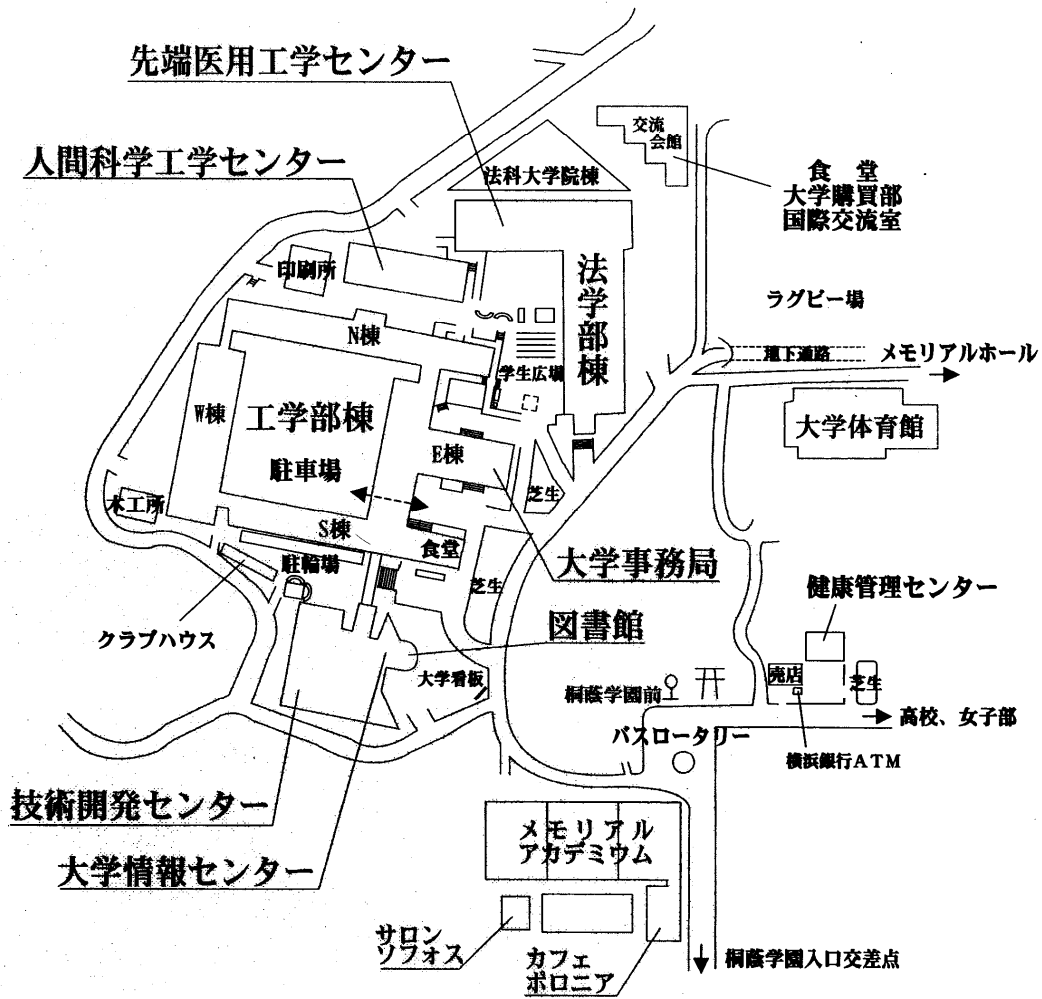 先端医用工学センター
交流
会館
人間科学工学センター
法科大学院棟
食 堂
大学購買部
国際交流室
印刷所
法学部棟
ラグビー場
N棟
地下通路
メモリアルホール
学生広場
W棟
工学部棟
大学体育館
E棟
駐車場
芝生
木工所
S棟
食堂
駐輪場
大学事務局
芝生
健康管理センター
図書館
クラブハウス
大学看板
売店
芝生
桐蔭学園前
高校、女子部
バスロータリー
横浜銀行ATM
技術開発センター
メモリアル
アカデミウム
大学情報センター
サロン
ソフォス
カフェ
ポロニア
桐蔭学園入口交差点